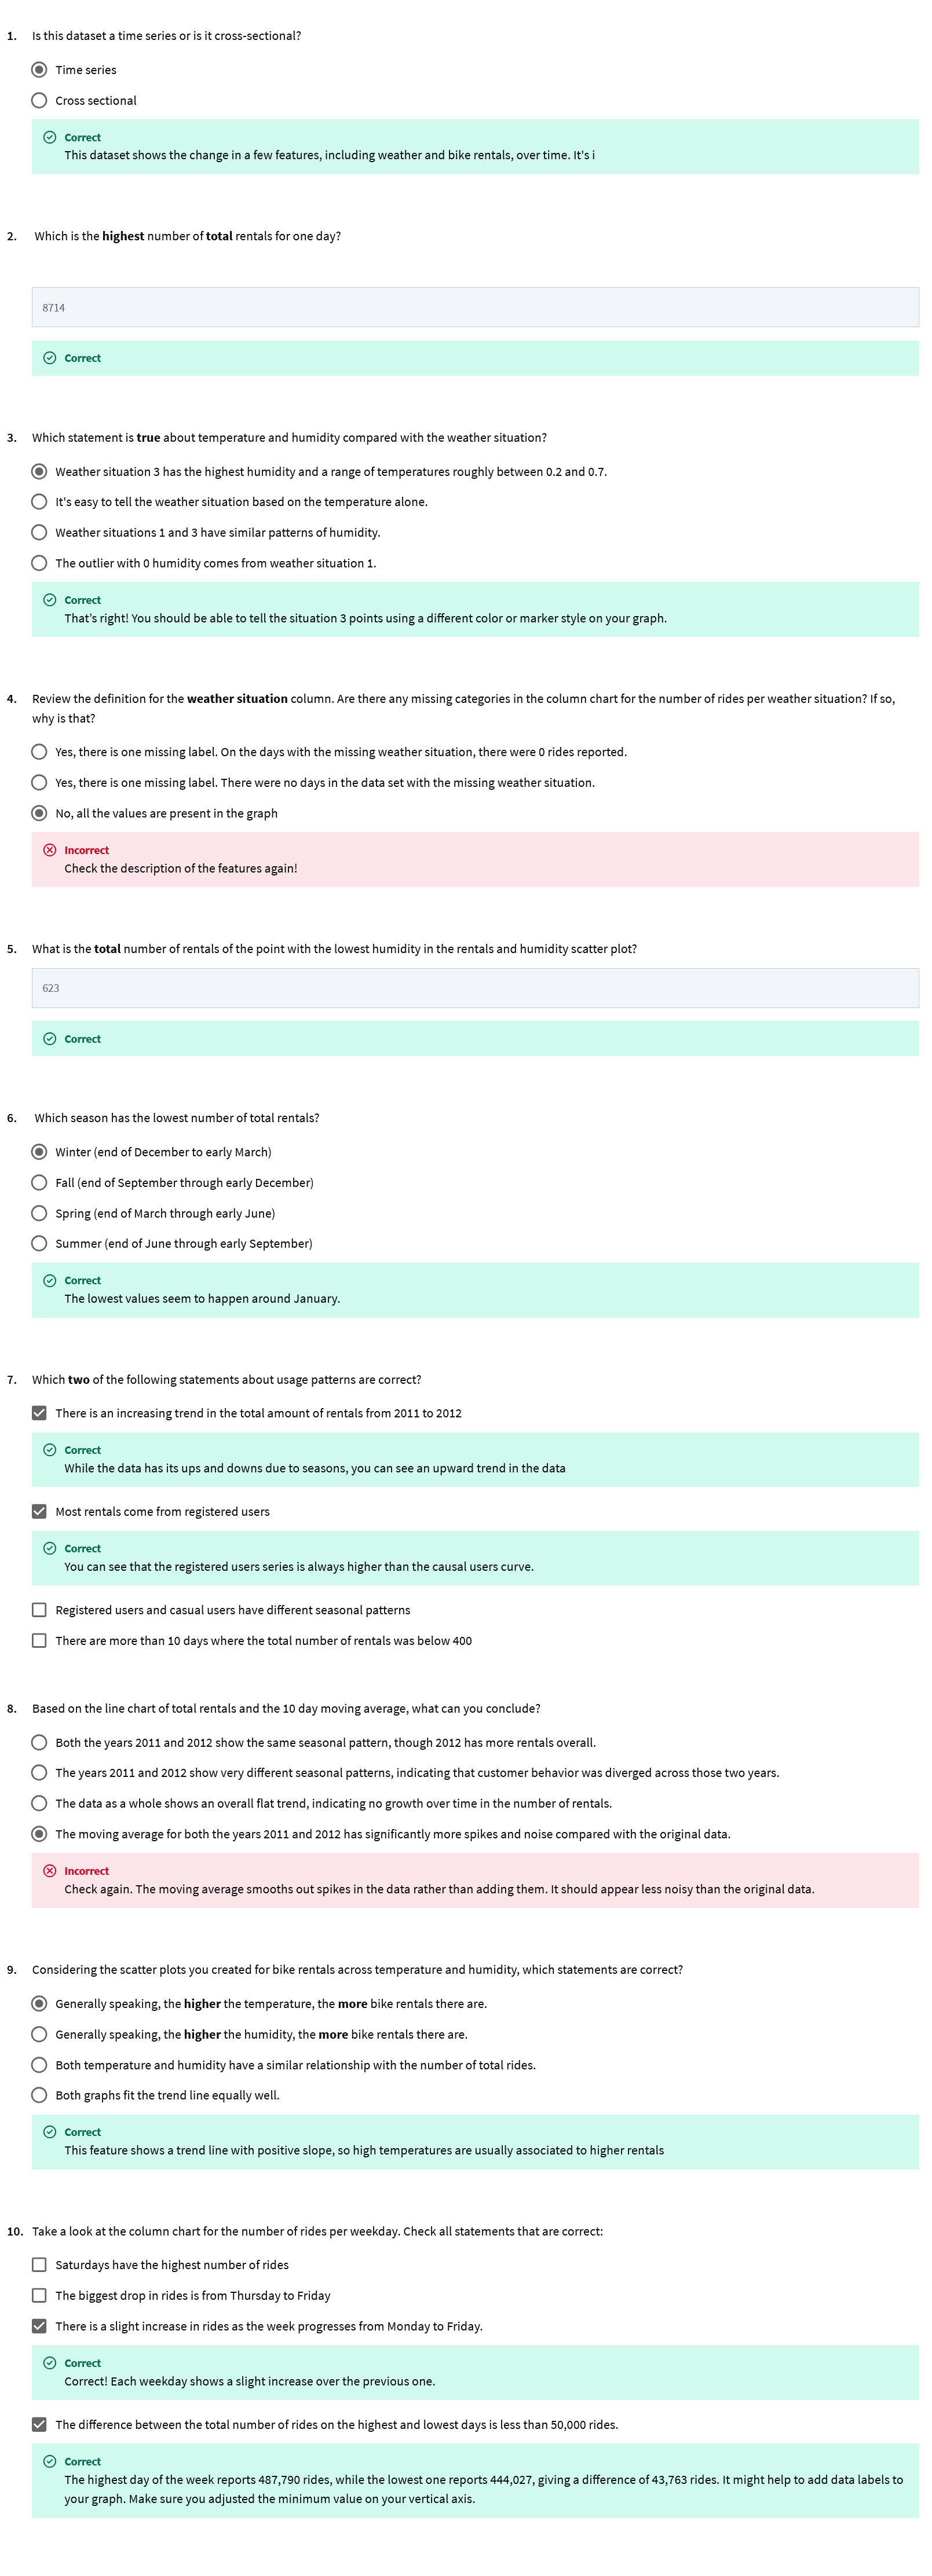 1. Is this dataset a time series or is it cross-sectional?
Time series
Cross sectional
Correct
This dataset shows the change in a few features, including weather and bike rentals, over time. It's i
2. Which is the highest number of total rentals for one day?
8714
Correct
3. Which statement is true about temperature and humidity compared with the weather situation?
Weather situation 3 has the highest humidity and a range of temperatures roughly between 0.2 and 0.7.
It's easy to tell the weather situation based on the temperature alone.
Weather situations 1 and 3 have similar patterns of humidity.
The outlier with 0 humidity comes from weather situation 1.
Correct
That's right! You should be able to tell the situation 3 points using a different color or marker style on your graph.
4. Review the definition for the weather situation column. Are there any missing categories in the column chart for the number of rides per weather situation? If so,
why is that?
Yes, there is one missing label. On the days with the missing weather situation, there were 0 rides reported.
Yes, there is one missing label. There were no days in the data set with the missing weather situation.
No, all the values are present in the graph
Incorrect
Check the description of the features again!
5. What is the total number of rentals of the point with the lowest humidity in the rentals and humidity scatter plot?
623
Correct
6. Which season has the lowest number of total rentals?
Winter (end of December to early March)
Fall (end of September through early December)
Spring (end of March through early June)
Summer (end of June through early September)
Correct
The lowest values seem to happen around January.
7. Which two of the following statements about usage patterns are correct?
There is an increasing trend in the total amount of rentals from 2011 to 2012
Correct
While the data has its ups and downs due to seasons, you can see an upward trend in the data
Most rentals come from registered users
Correct
You can see that the registered users series is always higher than the causal users curve.
Registered users and casual users have different seasonal patterns
There are more than 10 days where the total number of rentals was below 400
8. Based on the line chart of total rentals and the 10 day moving average, what can you conclude?
Both the years 2011 and 2012 show the same seasonal pattern, though 2012 has more rentals overall.
The years 2011 and 2012 show very different seasonal patterns, indicating that customer behavior was diverged across those two years.
The data as a whole shows an overall flat trend, indicating no growth over time in the number of rentals.
The moving average for both the years 2011 and 2012 has significantly more spikes and noise compared with the original data.
Incorrect
Check again. The moving average smooths out spikes in the data rather than adding them. It should appear less noisy than the original data.
9. Considering the scatter plots you created for bike rentals across temperature and humidity, which statements are correct?
Generally speaking, the higher the temperature, the more bike rentals there are.
Generally speaking, the higher the humidity, the more bike rentals there are.
Both temperature and humidity have a similar relationship with the number of total rides.
Both graphs fit the trend line equally well.
Correct
This feature shows a trend line with positive slope, so high temperatures are usually associated to higher rentals
10. Take a look at the column chart for the number of rides per weekday. Check all statements that are correct:
Saturdays have the highest number of rides
The biggest drop in rides is from Thursday to Friday
There is a slight increase in rides as the week progresses from Monday to Friday.
Correct
Correct! Each weekday shows a slight increase over the previous one.
The difference between the total number of rides on the highest and lowest days is less than 50,000 rides.
Correct
The highest day of the week reports 487,790 rides, while the lowest one reports 444,027, giving a difference of 43,763 rides. It might help to add data labels to
your graph. Make sure you adjusted the minimum value on your vertical axis.